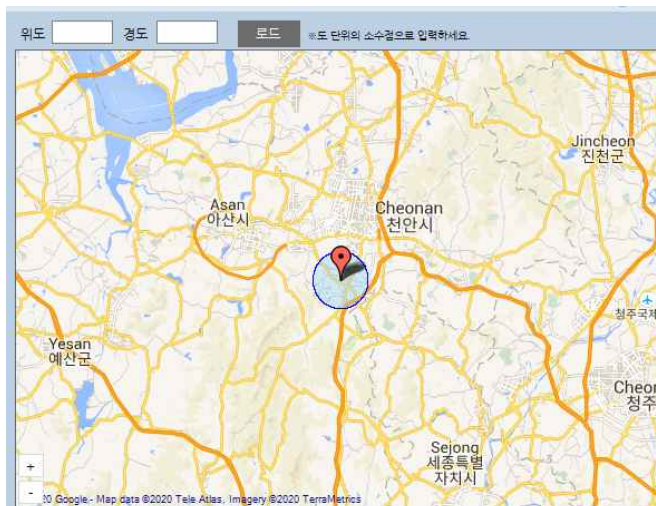 위도 경도 로드 ※도 단위의 소수점으로 입력하세요.
Jincheon
진천군
Asan
아산시
Cheonan
천안시
청주국제
Yesan
예산군
Cheon
청주
Sejong
세종특별
자치시
+
-
20 Google - Map data ©2020 Tele Atlas, Imagery ©2020 TerraMetrics